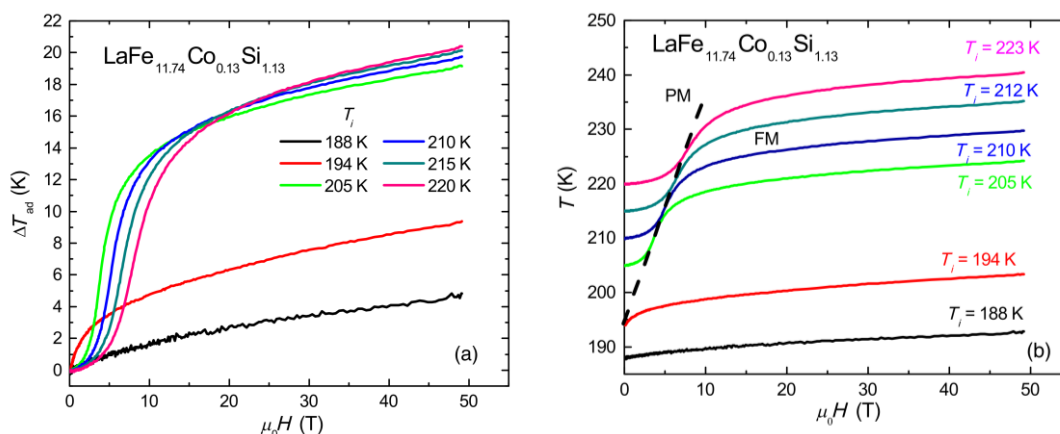 LaFe11.74Co0.13Si1.13
Ti
188 K 210 K
194 K 215 K
205 K 220 K
(a)
ΔTad (K)
22
20
18
16
14
12
10
8
6
4
2
0
0 10 20 30 40 50
μ0H (T)
LaFe11.74Co0.13Si1.13
Ti = 223 K
PM
Ti = 212 K
FM
Ti = 210 K
Ti = 205 K
Ti = 194 K
Ti = 188 K
(b)
T (K)
240
230
220
210
200
190
0 10 20 30 40 50
μ0H (T)